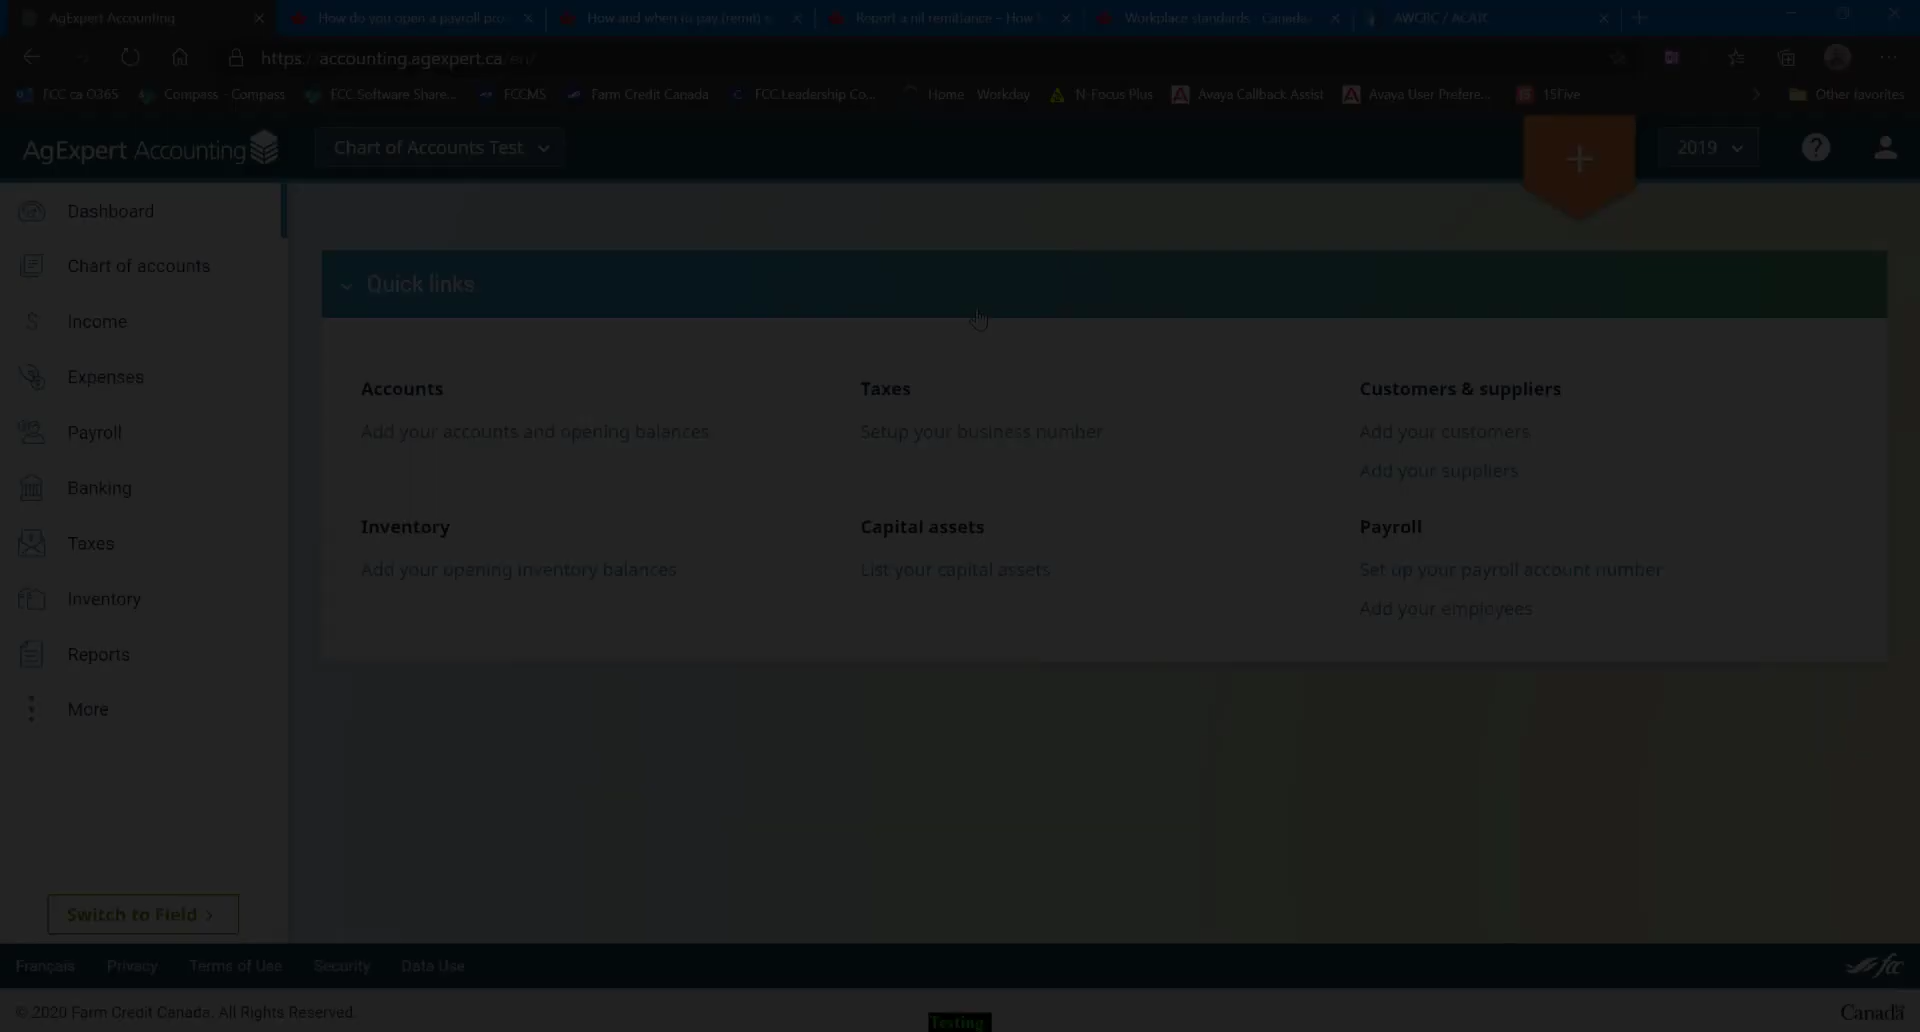 AgExpert Accounting
How do you open a payroll pro
How and when to pay (remit)
Report a nil remittance – How
Workplace standards - Canada
AWCBC / ACATC
https://accounting.agexpert.ca/en/
FCC ca O365
Compass - Compass
FCC Software Share...
FCCMS
Farm Credit Canada
FCC Leadership Co...
Home
Workday
N-Focus Plus
Avaya Callback Assist
Avaya User Prefere...
15Five
Other favorites
AgExpert Accounting
Chart of Accounts Test
2019
Dashboard
Chart of accounts
Income
Expenses
Payroll
Banking
Taxes
Inventory
Reports
More
Switch to Field >
Quick links
Accounts
Add your accounts and opening balances
Taxes
Setup your business number
Customers & suppliers
Add your customers
Add your suppliers
Inventory
Add your opening inventory balances
Capital assets
List your capital assets
Payroll
Set up your payroll account number
Add your employees
Français
Privacy
Terms of Use
Security
Data Use
fcc
© 2020 Farm Credit Canada. All Rights Reserved.
Testing
Canada